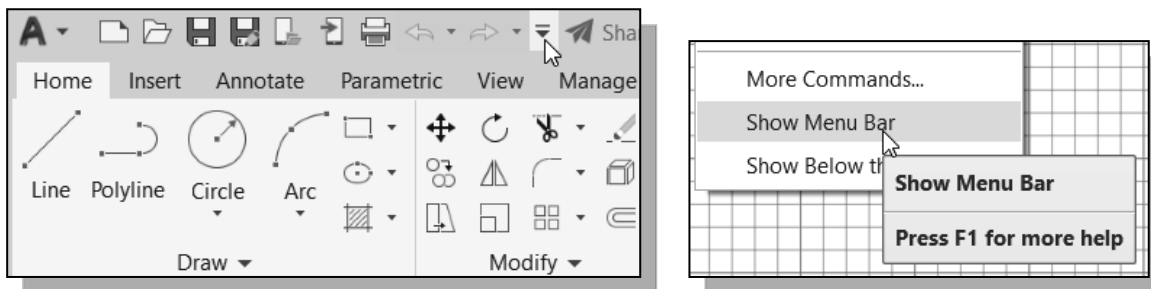 Sha
Home Insert Annotate Parametric View Manage
Line Polyline Circle Arc
Draw Modify
More Commands...
Show Menu Bar
Show Below th
Show Menu Bar
Press F1 for more help